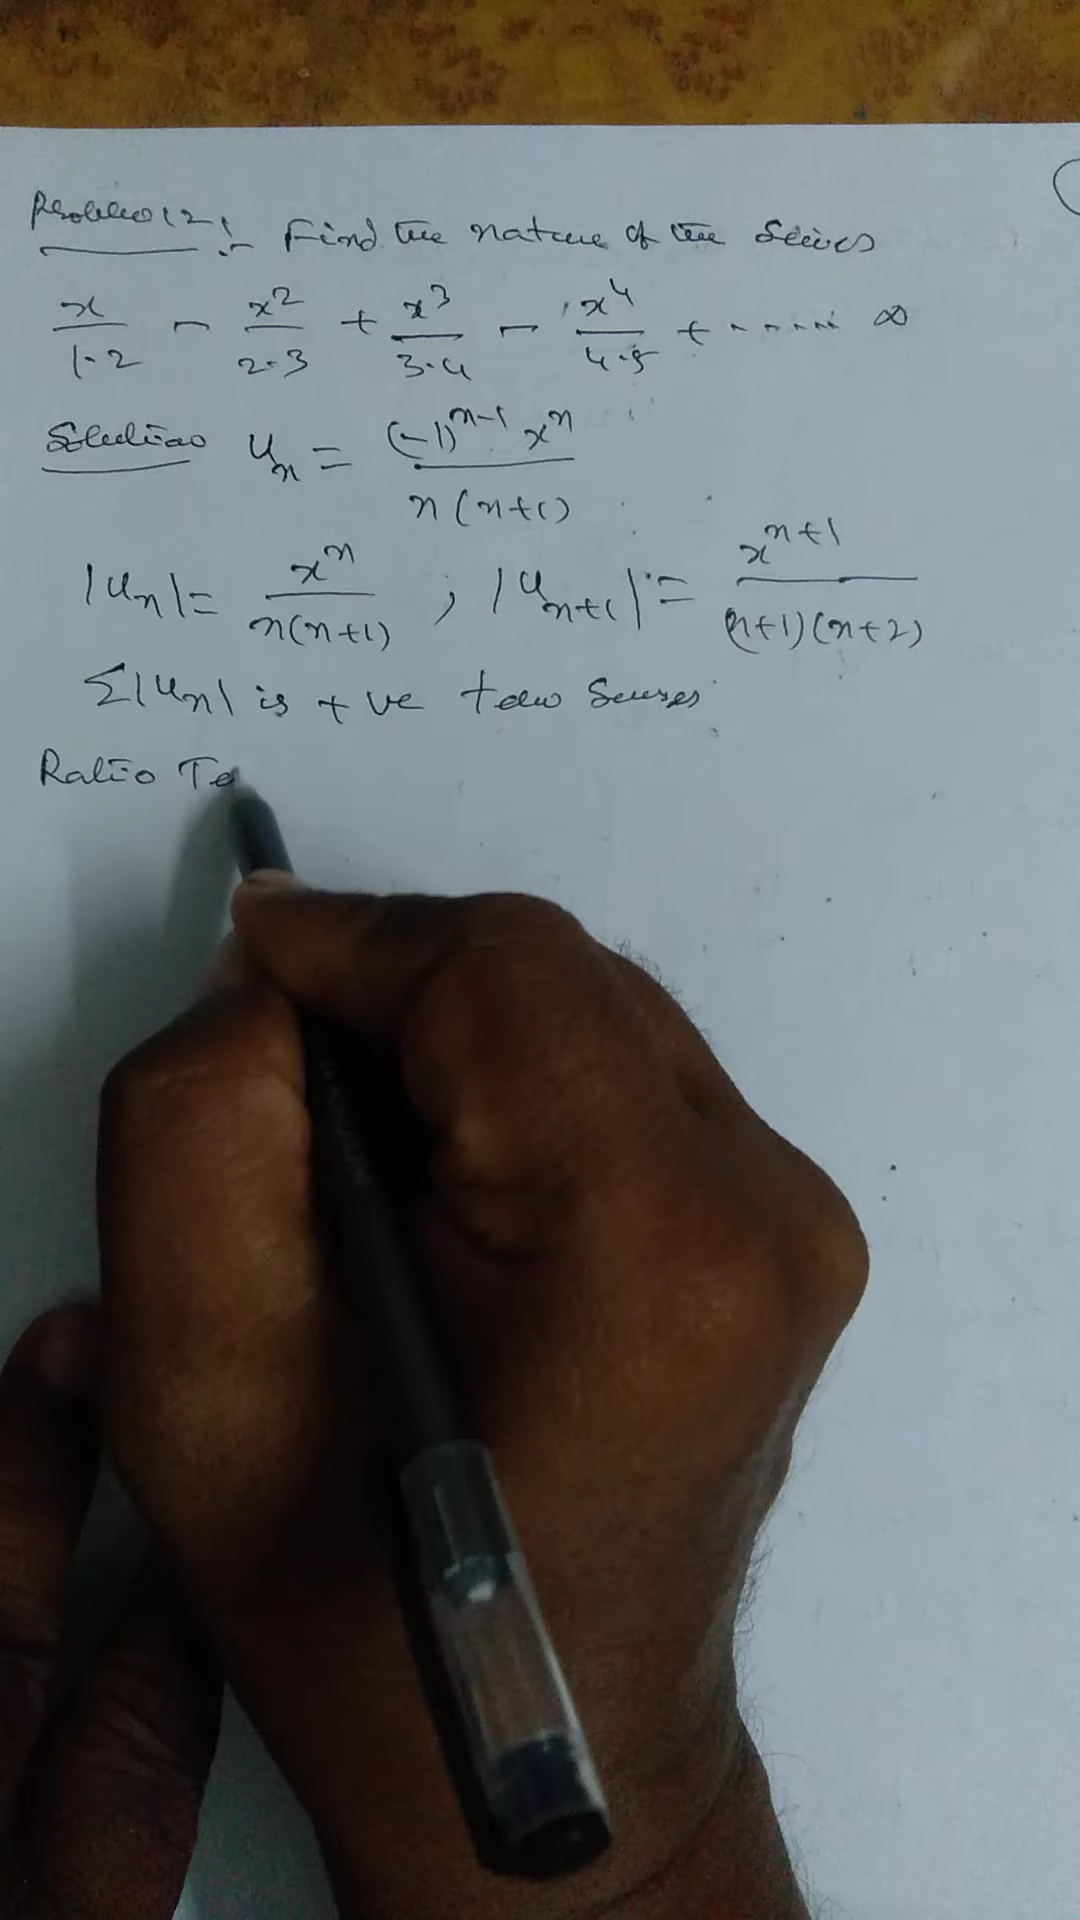 Problem 12:- Find the nature of the Series
x/1·2 - x²/2·3 + x³/3·4 - x⁴/4·5 + ..... ∞
Solution uₙ = (-1)ⁿ⁻¹ xⁿ / n(n+1)
|uₙ| = xⁿ / n(n+1) , |uₙ₊₁| = xⁿ⁺¹ / (n+1)(n+2)
Σ|uₙ| is +ve term Series
Ratio Te